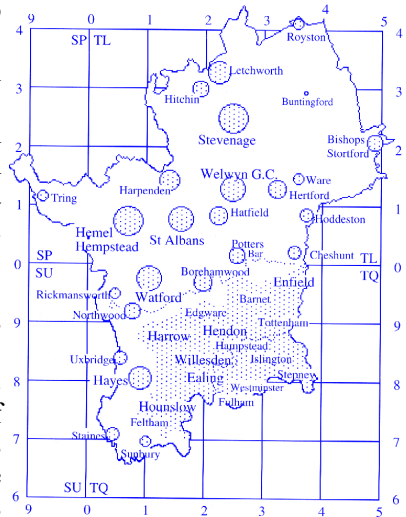 0 1 2 3 4 5
4 SP TL 4
Royston
Letchworth
Hitchin
Buntingford
3 3
Stevenage
Bishops
Stortford
2 2
Harpenden
Welwyn G.C.
Ware
Hertford
Tring
1 1
Hatfield
Hoddeston
Hemel
Hempstead
St Albans
Potters
Bar
Cheshunt
SP TL
0 0
SU TQ
Borehamwood
Enfield
Rickmansworth
Watford
Barnet
Northwood
Edgware
9 9
Tottenham
Harrow
Hendon
Hampstead
Uxbridge
Willesden
Islington
8 8
Hayes
Ealing
Stepney
Westminster
Hounslow
Fulham
Feltham
7 7
Staines
Sunbury
SU TQ
6 6
0 1 2 3 4 5